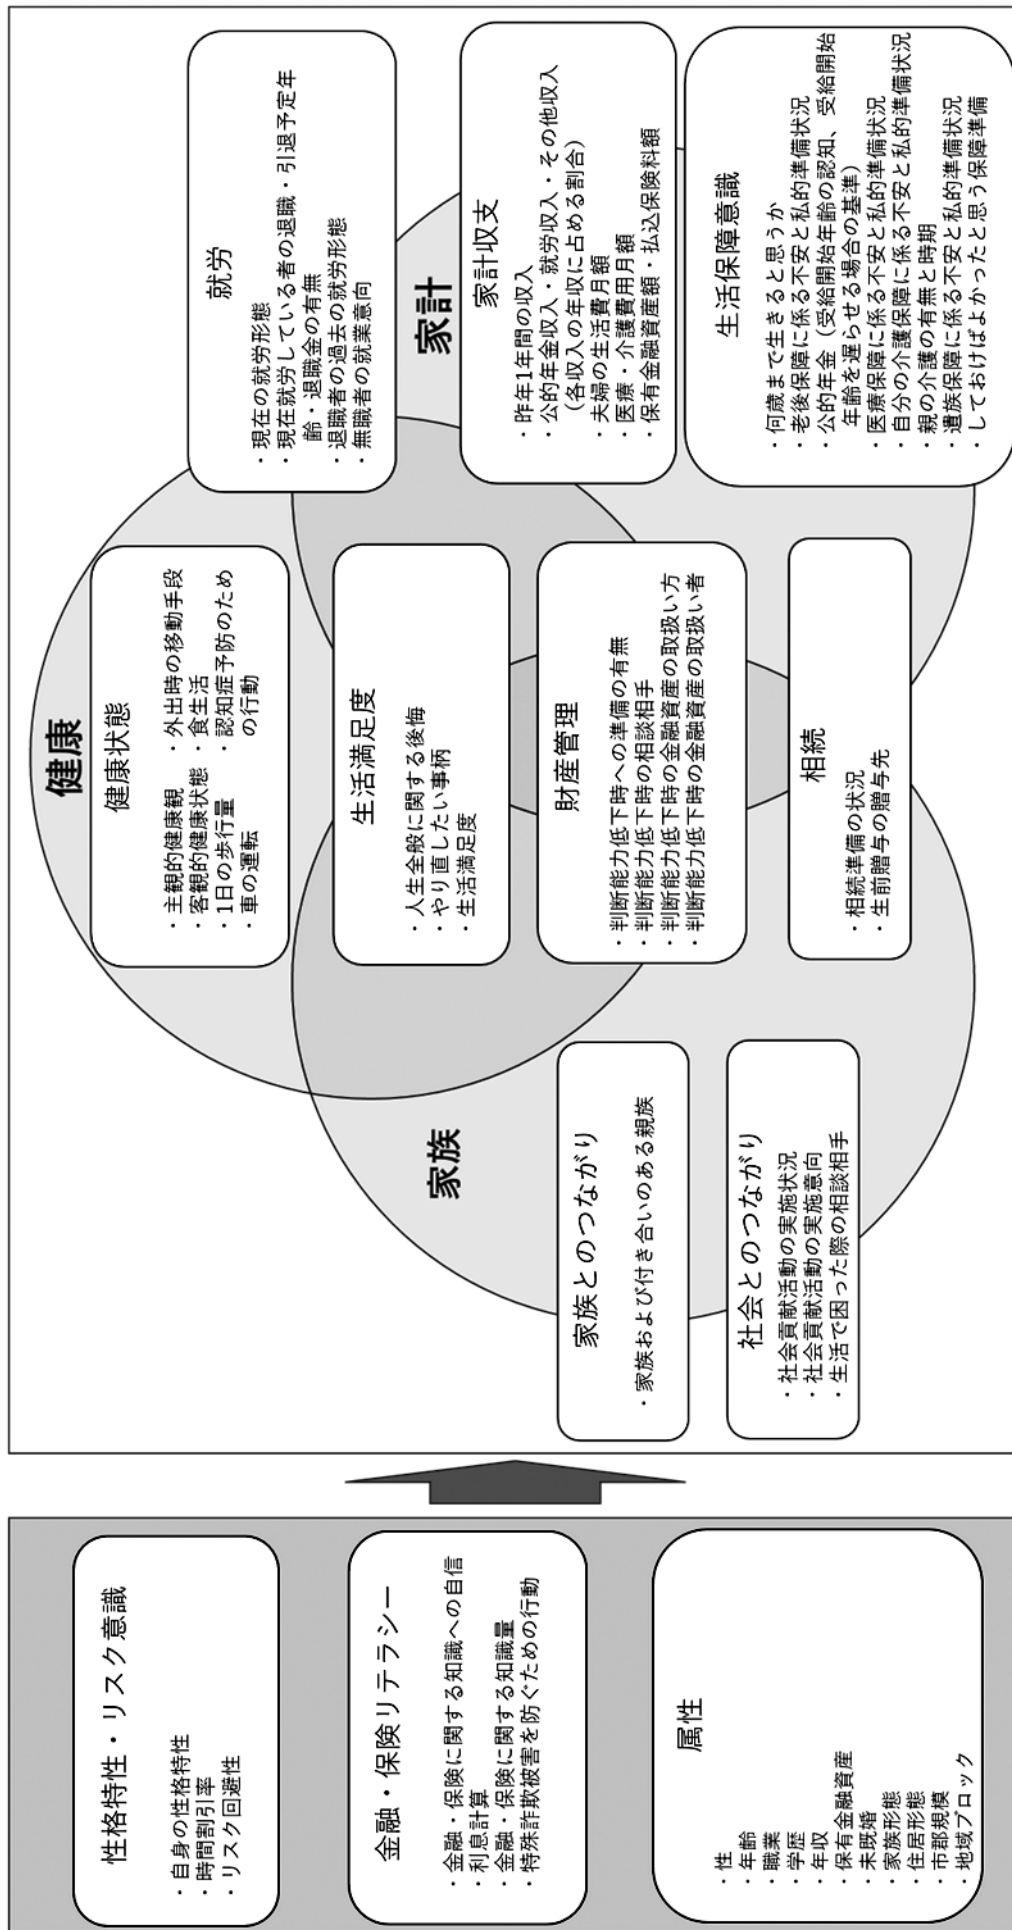 性格特性・リスク意識
・自身の性格特性
・時間割引率
・リスク回避性
金融・保険リテラシー
・金融・保険に関する知識への自信
・利息計算
・金融・保険に関する知識量
・特殊詐欺被害を防ぐための行動
属性
・性
・年齢
・職業
・学歴
・年収
・保有金融資産
・未既婚
・家族形態
・住居形態
・市郡規模
・地域ブロック
健康
健康状態
・主観的健康観
・客観的健康状態
・1日の歩行量
・車の運転
・外出時の移動手段
・食生活
・認知症予防のため
の行動
就労
・現在の就労形態
・現在就労している者の退職・引退予定年
齢・退職金の有無
・退職者の過去の就労形態
・無職者の就業意向
家族
家計
生活満足度
・人生全般に関する後悔
・やり直したい事柄
・生活満足度
家計収支
・昨年1年間の収入
・公的年金収入・就労収入・その他収入
（各収入の年収に占める割合）
・夫婦の生活費月額
・医療・介護費用月額
・保有金融資産額・払込保険料額
家族とのつながり
・家族および付き合いのある親族
財産管理
・判断能力低下時への準備の有無
・判断能力低下時の相談相手
・判断能力低下時の金融資産の取扱い方
・判断能力低下時の金融資産の取扱い者
生活保障意識
・何歳まで生きると思うか
・老後保障に係る不安と私的準備状況
・公的年金（受給開始年齢の認知、受給開始
年齢を遅らせる場合の基準）
・医療保障に係る不安と私的準備状況
・自分の介護保障に係る不安と私的準備状況
・親の介護の有無と時期
・遺族保障に係る不安と私的準備状況
・しておけばよかったと思う保障準備
社会とのつながり
・社会貢献活動の実施状況
・社会貢献活動の実施意向
・生活で困った際の相談相手
相続
・相続準備の状況
・生前贈与の贈与先